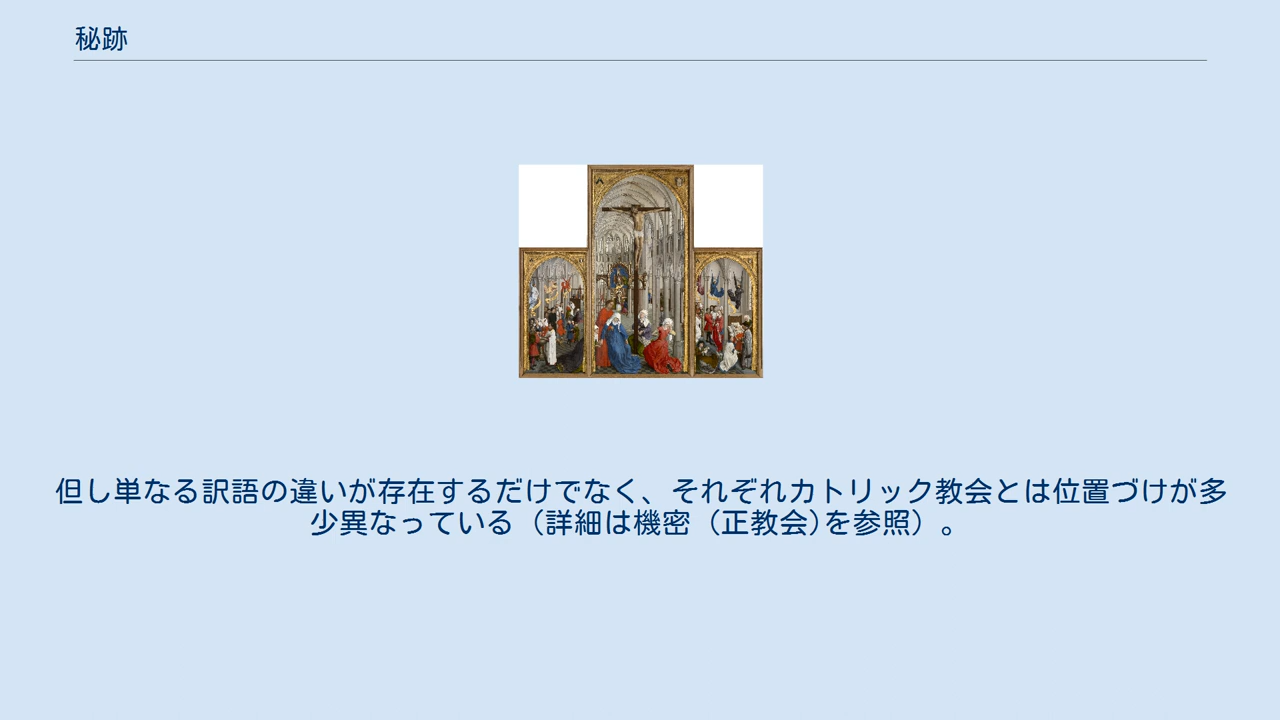 秘跡
但し単なる訳語の違いが存在するだけでなく、それぞれカトリック教会とは位置づけが多
少異なっている（詳細は機密（正教会)を参照）。